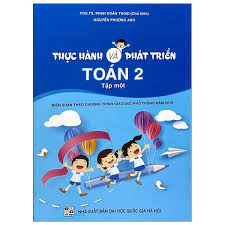 PGS.TS. PHAN DOÃN THOẠI (Chủ biên)
NGUYỄN PHƯƠNG ANH
THỰC HÀNH VÀ PHÁT TRIỂN
TOÁN 2
Tập một
BIÊN SOẠN THEO CHƯƠNG TRÌNH GIÁO DỤC PHỔ THÔNG NĂM 2018
NHÀ XUẤT BẢN ĐẠI HỌC QUỐC GIA HÀ NỘI